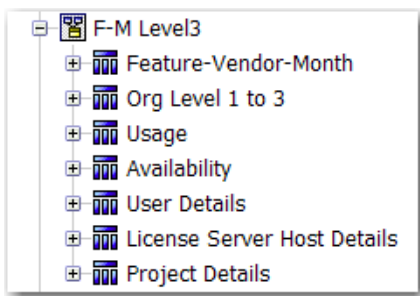 F-M Level3
Feature-Vendor-Month
Org Level 1 to 3
Usage
Availability
User Details
License Server Host Details
Project Details